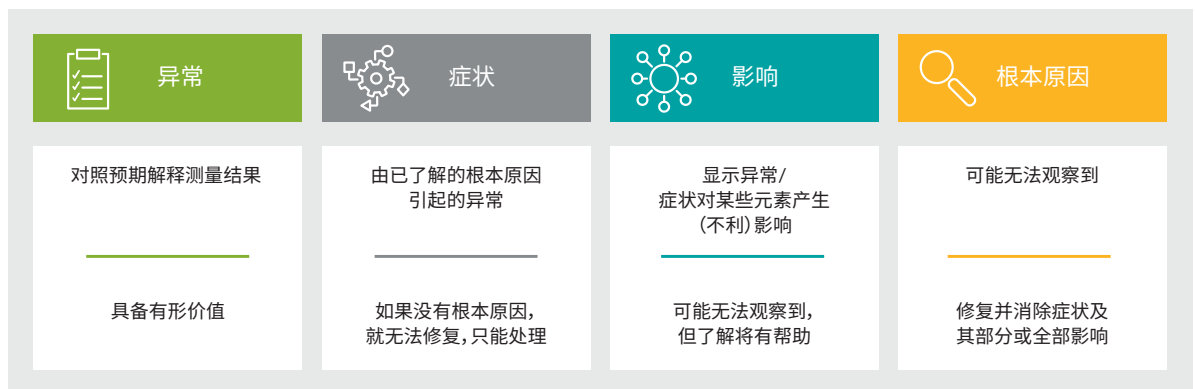 异常
对照预期解释测量结果
具备有形价值
症状
由已了解的根本原因
引起的异常
如果没有根本原因，
就无法修复，只能处理
影响
显示异常/
症状对某些元素产生
（不利）影响
可能无法观察到，
但了解将有帮助
根本原因
可能无法观察到
修复并消除症状及
其部分或全部影响